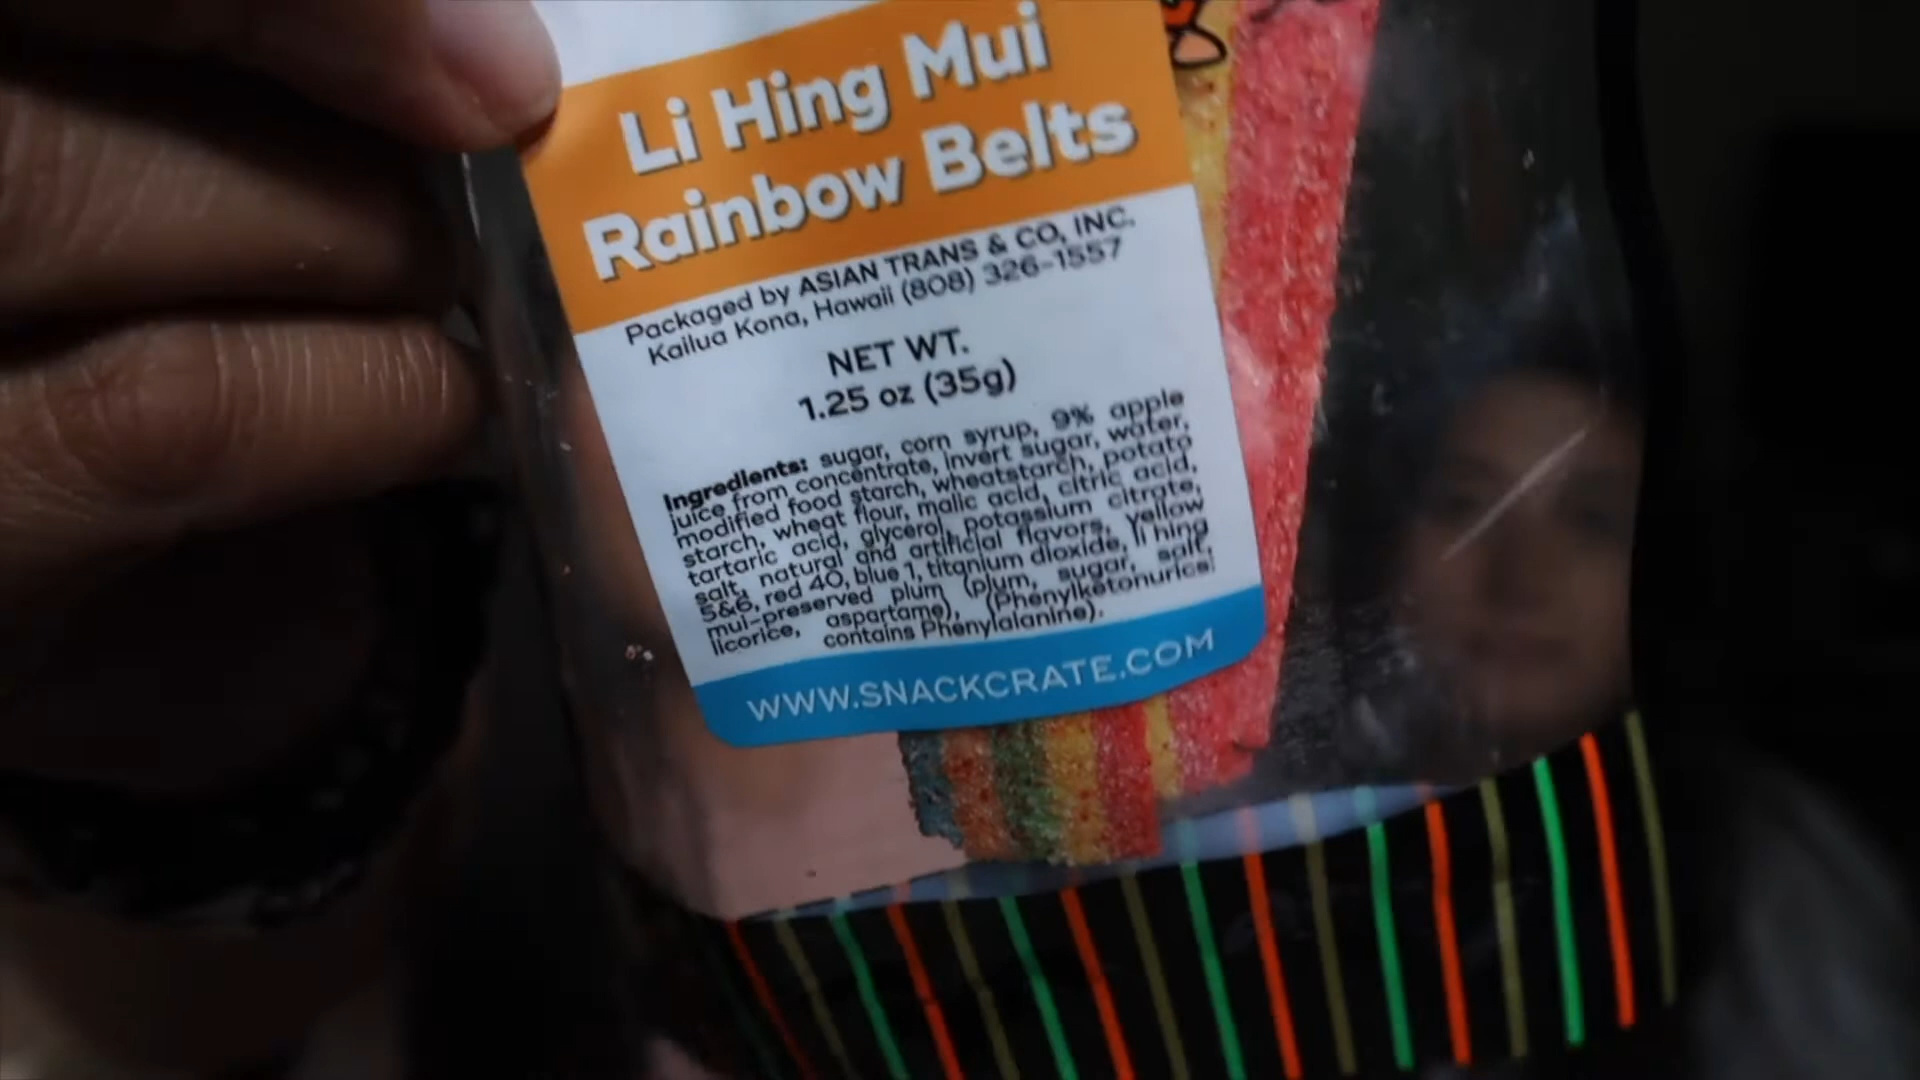 Li Hing Mui
Rainbow Belts
Packaged by ASIAN TRANS & CO, INC.
Kailua Kona, Hawaii (808) 326-1557
NET WT.
1.25 oz (35g)
Ingredients: sugar, corn syrup, 9% apple
juice from concentrate, invert sugar, water,
modified food starch, wheatstarch, potato
starch, wheat flour, malic acid, citric acid,
tartaric acid, glycerol, potassium citrate,
salt, natural and artificial flavors, Yellow
5&6, red 40, blue 1, titanium dioxide, li hing
mui-preserved plum (plum, sugar, salt,
licorice, aspartame), (Phenylketonurics:
contains Phenylalanine).
WWW.SNACKCRATE.COM